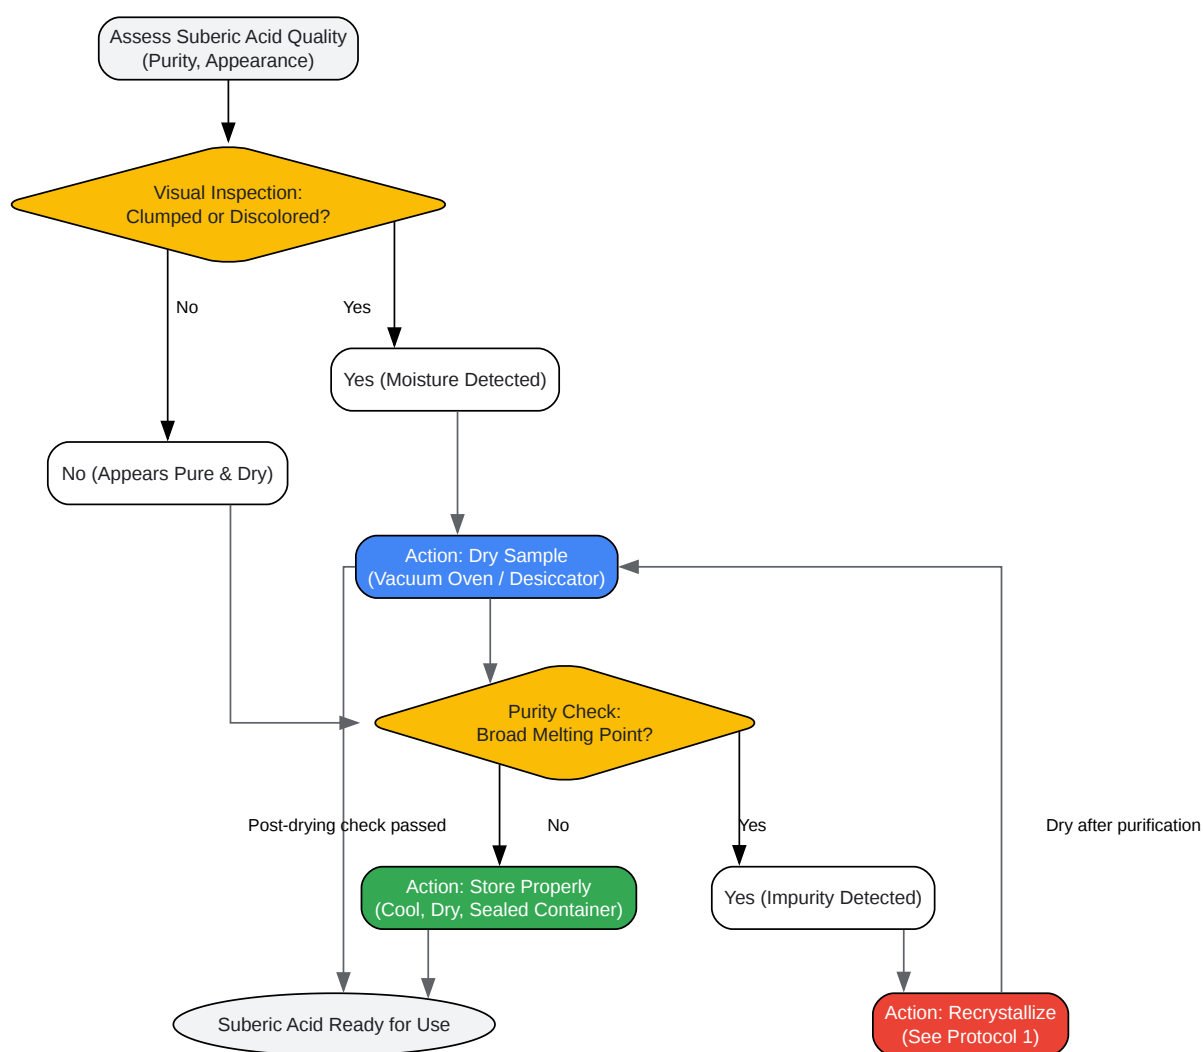 Assess Suberic Acid Quality
(Purity, Appearance)
Visual Inspection:
Clumped or Discolored?
No
Yes
Yes (Moisture Detected)
No (Appears Pure & Dry)
Action: Dry Sample
(Vacuum Oven / Desiccator)
Purity Check:
Broad Melting Point?
Post-drying check passed
No
Yes
Dry after purification
Action: Store Properly
(Cool, Dry, Sealed Container)
Yes (Impurity Detected)
Suberic Acid Ready for Use
Action: Recrystallize
(See Protocol 1)